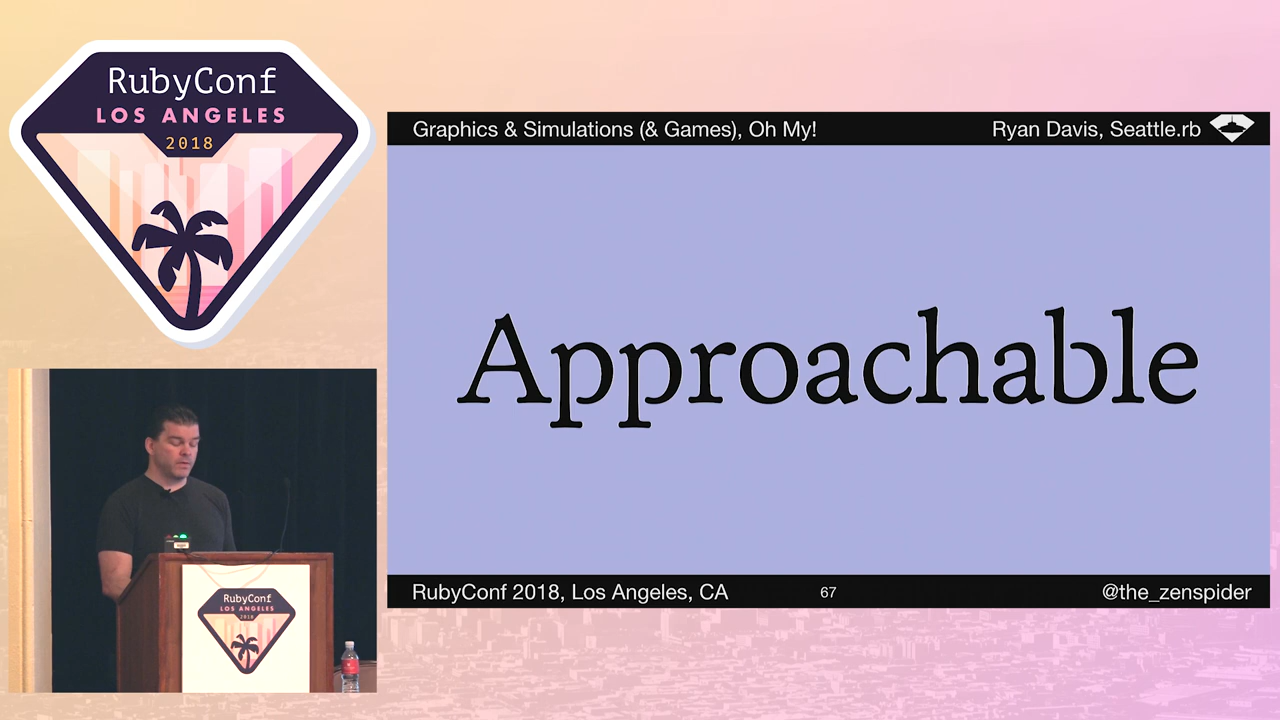 RubyConf
LOS ANGELES
2018
Graphics & Simulations (& Games), Oh My!
Ryan Davis, Seattle.rb
Approachable
RubyConf 2018, Los Angeles, CA
67
@the_zenspider
RubyConf
LOS ANGELES
2018